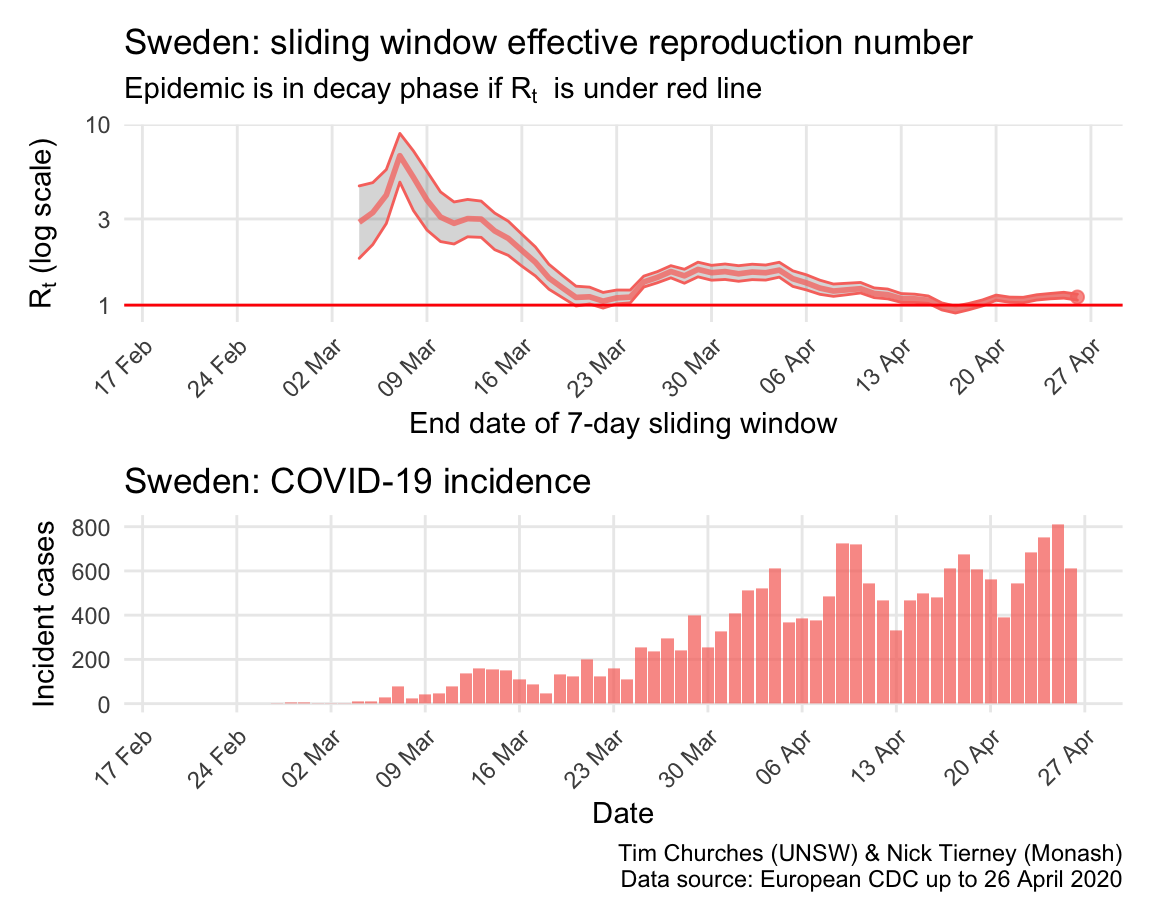 Sweden: sliding window effective reproduction number
Epidemic is in decay phase if Rt is under red line
Rt (log scale)
10
3
1
17 Feb
24 Feb
02 Mar
09 Mar
16 Mar
23 Mar
30 Mar
06 Apr
13 Apr
20 Apr
27 Apr
End date of 7-day sliding window
Sweden: COVID-19 incidence
Incident cases
800
600
400
200
0
17 Feb
24 Feb
02 Mar
09 Mar
16 Mar
23 Mar
30 Mar
06 Apr
13 Apr
20 Apr
27 Apr
Date
Tim Churches (UNSW) & Nick Tierney (Monash)
Data source: European CDC up to 26 April 2020